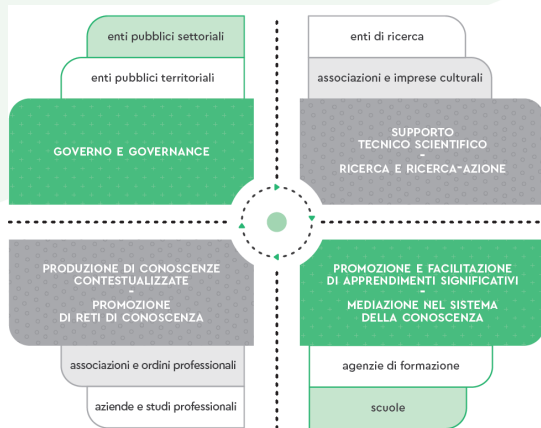 enti pubblici settoriali
enti pubblici territoriali
GOVERNO E GOVERNANCE
enti di ricerca
associazioni e imprese culturali
SUPPORTO
TECNICO SCIENTIFICO
-
RICERCA E RICERCA-AZIONE
PRODUZIONE DI CONOSCENZE
CONTESTUALIZZATE
-
PROMOZIONE
DI RETI DI CONOSCENZA
associazioni e ordini professionali
aziende e studi professionali
PROMOZIONE E FACILITAZIONE
DI APPRENDIMENTI SIGNIFICATIVI
-
MEDIAZIONE NEL SISTEMA
DELLA CONOSCENZA
agenzie di formazione
scuole